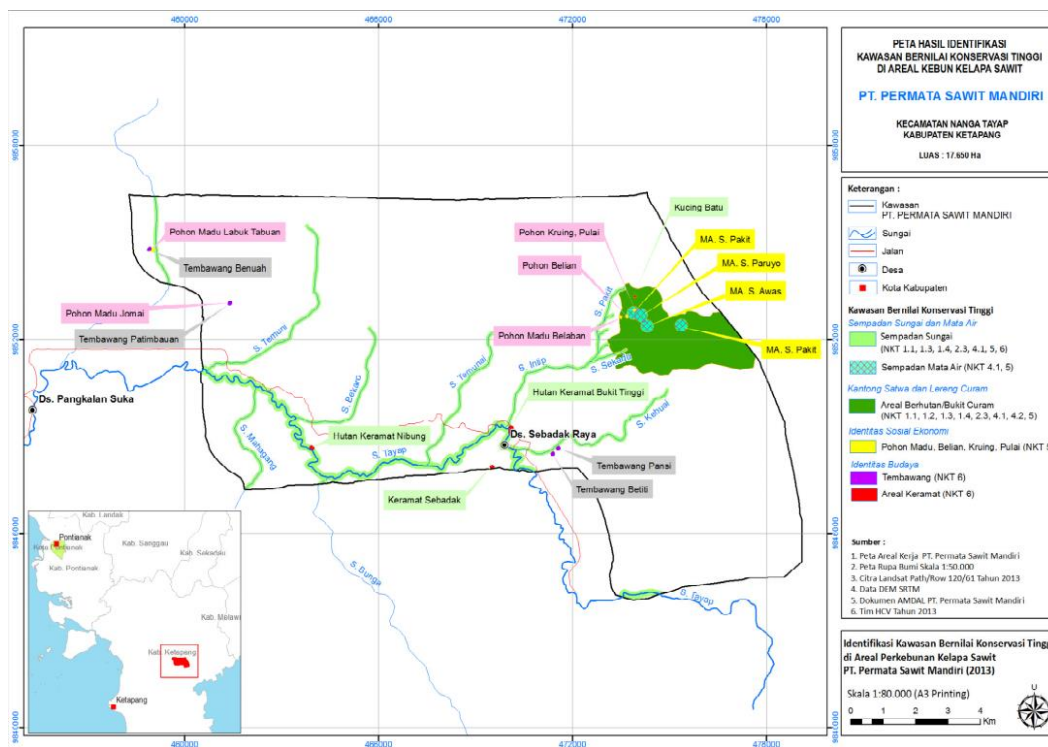 460000
466000
472000
478000
9858000
9852000
9846000
9840000
Kucing Batu
Pohon Madu Labuk Tabuan
Pohon Kruing, Pulai
MA. S. Pakit
Tembawang Benuah
Pohon Belian
MA. S. Paruyo
S. Pakit
MA. S. Awas
Pohon Madu Jomai
Tembawang Patimbauan
Pohon Madu Belaban
MA. S. Pakit
S. Temuni
S. Temunai
S. Insp
S. Bekaro
Hutan Keramat Bukit Tinggi
S. Kehuai
Ds. Pangkalan Suka
S. Mahagang
Hutan Keramat Nibung
Ds. Sebadak Raya
S. Tayap
Tembawang Pansi
Keramat Sebadak
Tembawang Betiti
S. Bunga
S. Tayap
Kab. Landak
Pontianak
Kab. Sanggau
Kab. Sekadau
Kota Pontianak
Kab. Pontianak
Kab. Melawi
Kab. Ketapang
Ketapang
460000
466000
472000
478000
PETA HASIL IDENTIFIKASI
KAWASAN BERNILAI KONSERVASI TINGGI
DI AREAL KEBUN KELAPA SAWIT
PT. PERMATA SAWIT MANDIRI
KECAMATAN NANGA TAYAP
KABUPATEN KETAPANG
LUAS : 17.650 Ha
Keterangan :
Kawasan
PT. PERMATA SAWIT MANDIRI
Sungai
Jalan
Desa
Kota Kabupaten
Kawasan Bernilai Konservasi Tinggi
Sempadan Sungai dan Mata Air
Sempadan Sungai
(NKT 1.1, 1.3, 1.4, 2.3, 4.1, 5, 6)
Sempadan Mata Air (NKT 4.1, 5)
Kantong Satwa dan Lereng Curam
Areal Berhutan/Bukit Curam
(NKT 1.1, 1.2, 1.3, 1.4, 2.3, 4.1, 4.2, 5)
Identitas Sosial Ekonomi
Pohon Madu, Belian, Kruing, Pulai (NKT 5
Identitas Budaya
Tembawang (NKT 6)
Areal Keramat (NKT 6)
Sumber :
1. Peta Areal Kerja PT. Permata Sawit Mandiri
2. Peta Rupa Bumi Skala 1:50.000
3. Citra Landsat Path/Row 120/61 Tahun 2013
4. Data DEM SRTM
5. Dokumen AMDAL PT. Permata Sawit Mandiri
6. Tim HCV Tahun 2013
Identifikasi Kawasan Bernilai Konservasi Tingg
di Areal Perkebunan Kelapa Sawit
PT. Permata Sawit Mandiri (2013)
Skala 1:80.000 (A3 Printing)
U
0 1 2 3 4
Km